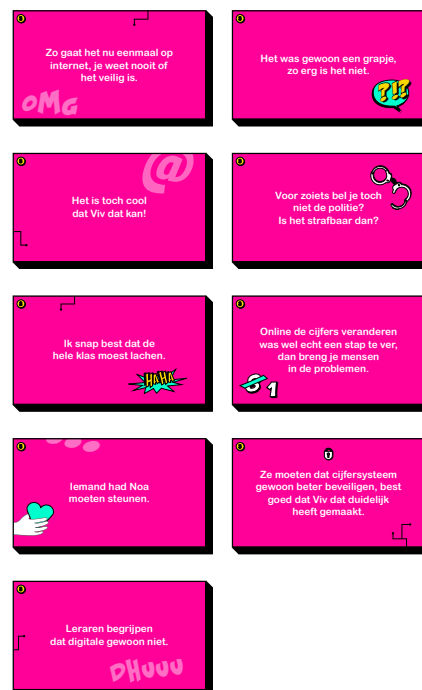 Zo gaat het nu eenmaal op
internet, je weet nooit of
het veilig is.
OMG
Het was gewoon een grapje,
zo erg is het niet.
?!?
@
Het is toch cool
dat Viv dat kan!
Voor zoiets bel je toch
niet de politie?
Is het strafbaar dan?
Ik snap best dat de
hele klas moest lachen.
HAHA
Online de cijfers veranderen
was wel echt een stap te ver,
dan breng je mensen
in de problemen.
1
Iemand had Noa
moeten steunen.
Ze moeten dat cijfersysteem
gewoon beter beveiligen, best
goed dat Viv dat duidelijk
heeft gemaakt.
Leraren begrijpen
dat digitale gewoon niet.
DHUUU